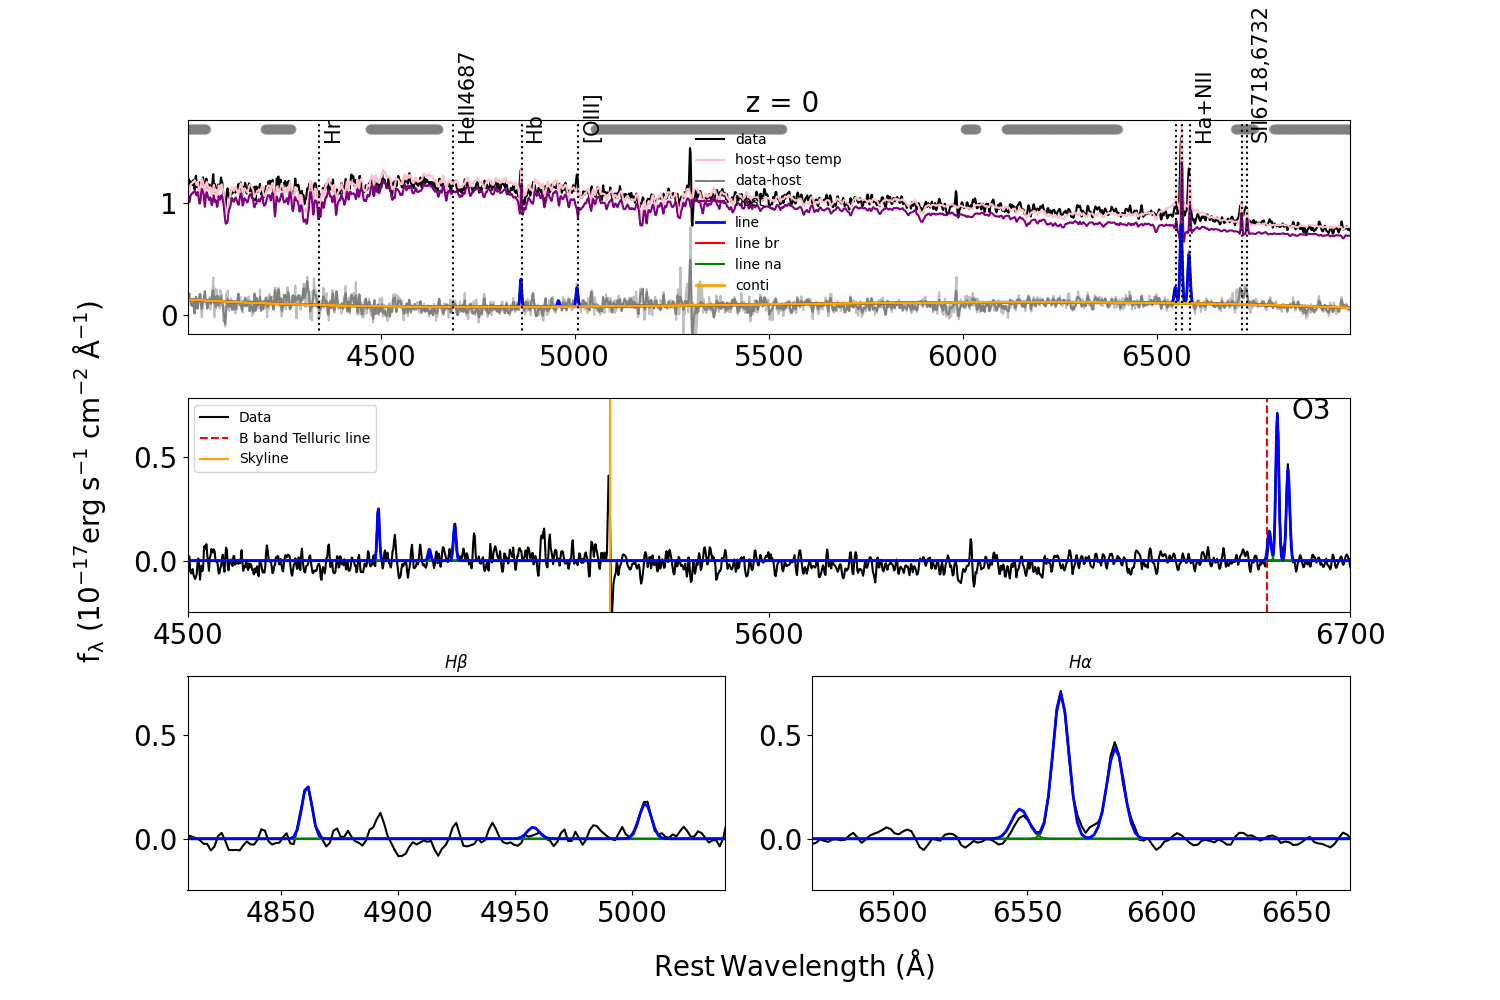 z = 0
Hr
HeII4687
Hb
[OIII]
Ha+NII
SII6718,6732
data
host+qso temp
data-host
line
line br
line na
conti
1
0
4500
5000
5500
6000
6500
fλ (10⁻¹⁷erg s⁻¹ cm⁻² Å⁻¹)
Data
B band Telluric line
Skyline
O3
0.5
0.0
4500
5600
6700
Hβ
0.5
0.0
4850
4900
4950
5000
Hα
0.5
0.0
6500
6550
6600
6650
Rest Wavelength (Å)